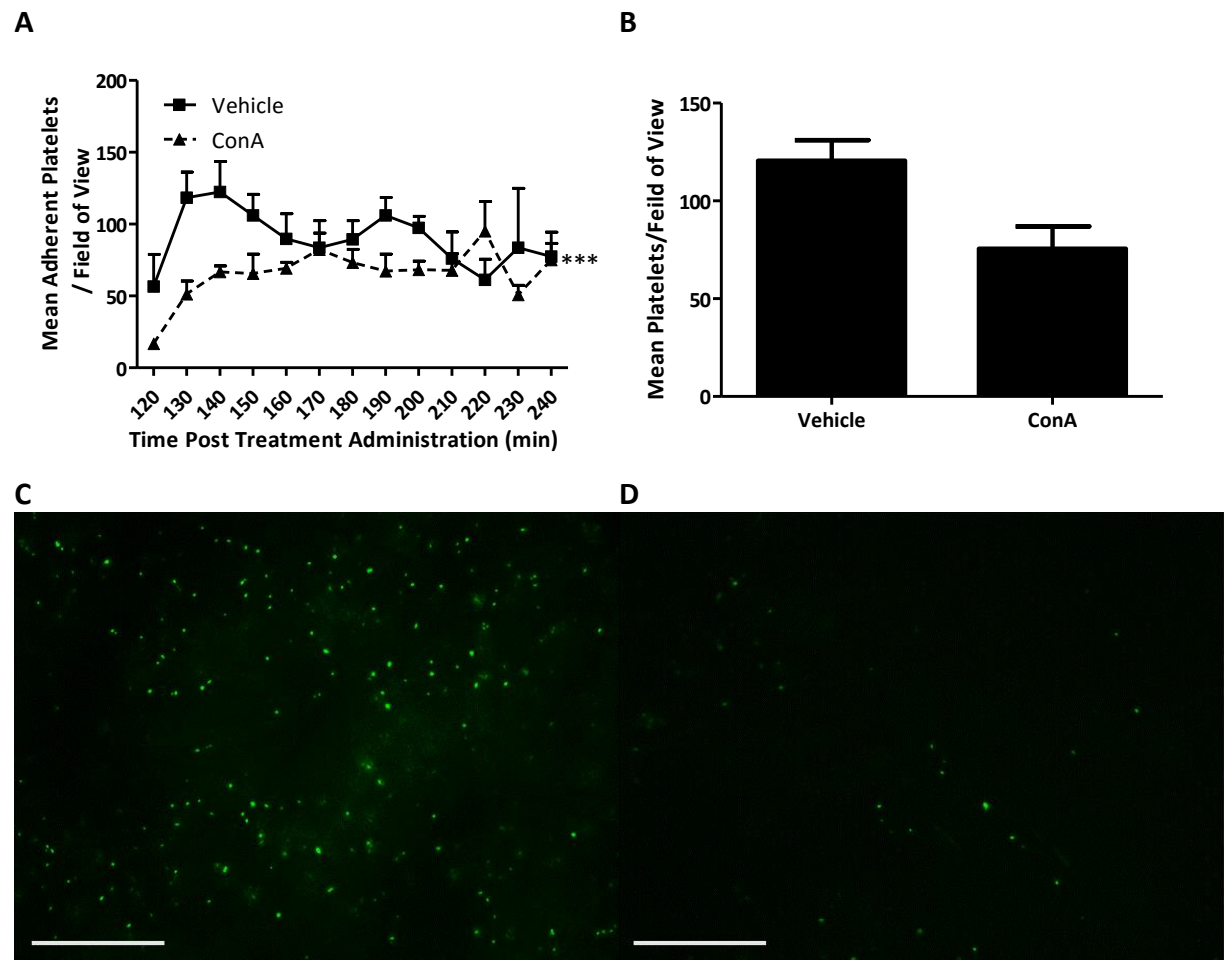 A
B
200
150
100
50
0
Mean Adherent Platelets
/ Field of View
Vehicle
ConA
***
120
130
140
150
160
170
180
190
200
210
220
230
240
Time Post Treatment Administration (min)
150
100
50
0
Mean Platelets/Feild of View
Vehicle
ConA
C
D